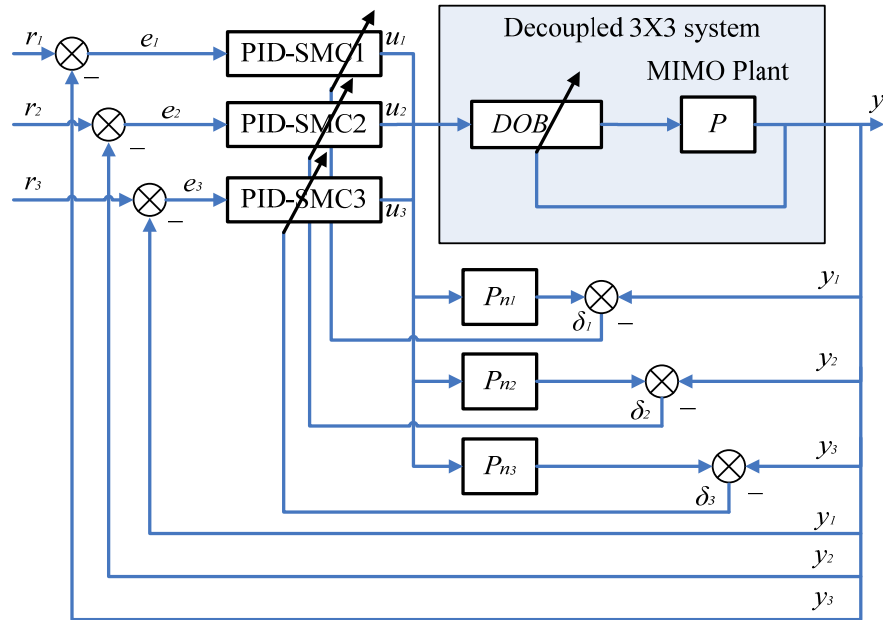 Decoupled 3X3 system
MIMO Plant
r1
e1
PID-SMC1
u1
r2
e2
PID-SMC2
u2
DOB
P
y
r3
e3
PID-SMC3
u3
−
−
−
Pn1
δ1
−
y1
Pn2
δ2
−
y2
Pn3
δ3
−
y3
y1
y2
y3